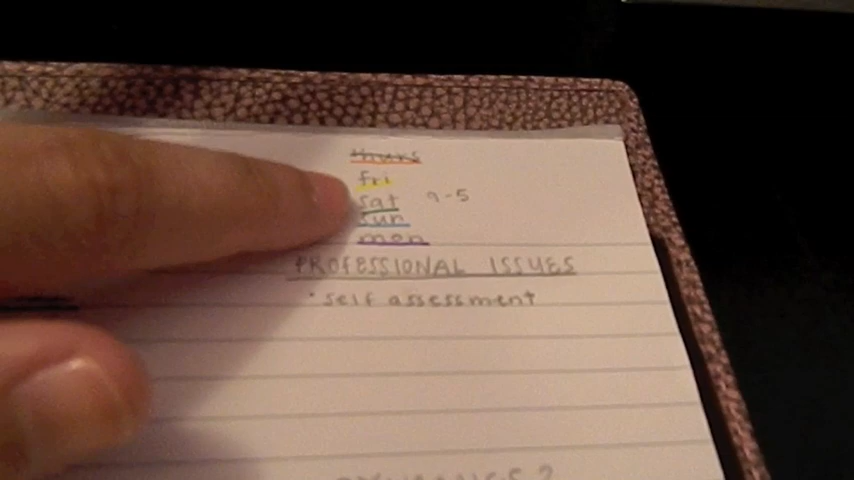 thurs
fri
sat 9-5
sun
mon
PROFESSIONAL ISSUES
· self assessment